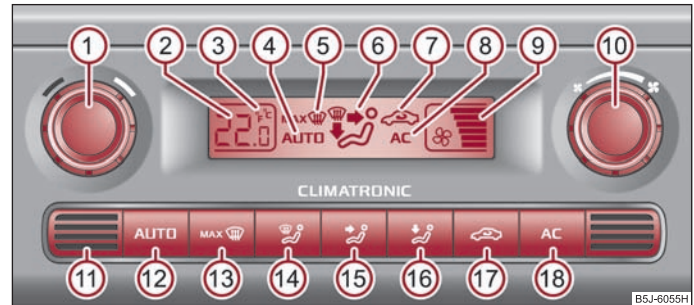 1 2 3 4 5 6 7 8 9 10
22.0 °F °C MAX AUTO AC
CLIMATRONIC
AUTO MAX AC
11 12 13 14 15 16 17 18
B5J-6055H